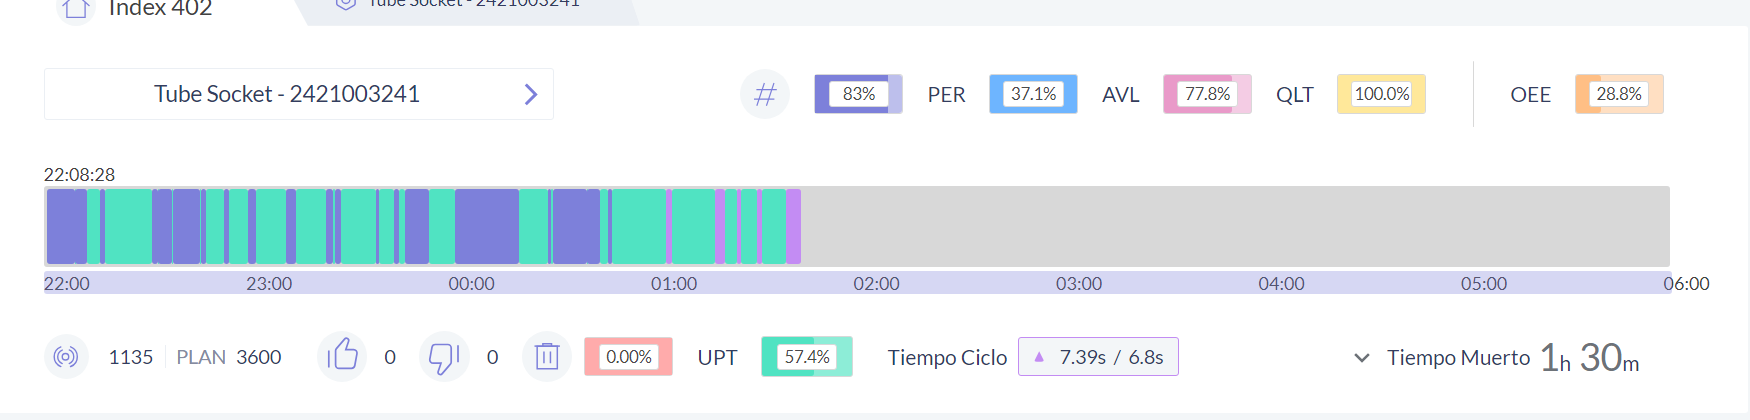 Index 402
Tube Socket - 2421003241
Tube Socket - 2421003241
# 83% PER 37.1% AVL 77.8% QLT 100.0% OEE 28.8%
22:08:28
22:00 23:00 00:00 01:00 02:00 03:00 04:00 05:00 06:00
1135 PLAN 3600 0 0 0.00% UPT 57.4% Tiempo Ciclo ▲ 7.39s / 6.8s Tiempo Muerto 1h 30m